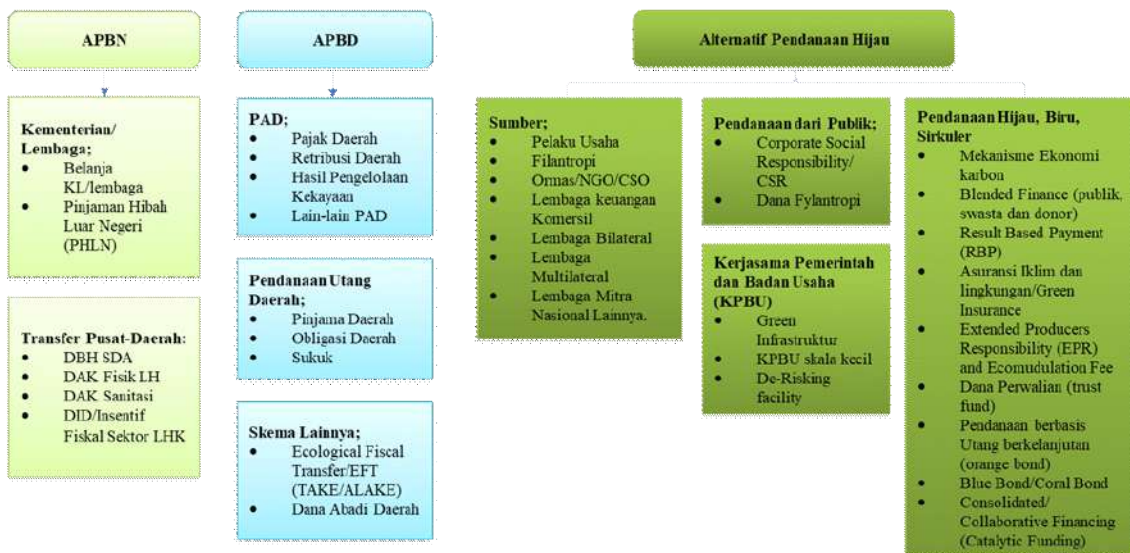 APBN
Kementerian/
Lembaga;
• Belanja
KL/lembaga
• Pinjaman Hibah
Luar Negeri
(PHLN)
Transfer Pusat-Daerah:
• DBH SDA
• DAK Fisik LH
• DAK Sanitasi
• DID/Insentif
Fiskal Sektor LHK
APBD
PAD;
• Pajak Daerah
• Retribusi Daerah
• Hasil Pengelolaan
Kekayaan
• Lain-lain PAD
Pendanaan Utang
Daerah;
• Pinjama Daerah
• Obligasi Daerah
• Sukuk
Skema Lainnya;
• Ecological Fiscal
Transfer/EFT
(TAKE/ALAKE)
• Dana Abadi Daerah
Alternatif Pendanaan Hijau
Sumber;
• Pelaku Usaha
• Filantropi
• Ormas/NGO/CSO
• Lembaga keuangan
Komersil
• Lembaga Bilateral
• Lembaga
Multilateral
• Lembaga Mitra
Nasional Lainnya.
Pendanaan dari Publik;
• Corporate Social
Responsibility/
CSR
• Dana Fylantropi
Kerjasama Pemerintah
dan Badan Usaha
(KPBU)
• Green
Infrastruktur
• KPBU skala kecil
• De-Risking
facility
Pendanaan Hijau, Biru,
Sirkuler
• Mekanisme Ekonomi
karbon
• Blended Finance (publik,
swasta dan donor)
• Result Based Payment
(RBP)
• Asuransi Iklim dan
lingkungan/Green
Insurance
• Extended Producers
Responsibility (EPR)
and Ecomudulation Fee
• Dana Perwalian (trust
fund)
• Pendanaan berbasis
Utang berkelanjutan
(orange bond)
• Blue Bond/Coral Bond
• Consolidated/
Collaborative Financing
(Catalytic Funding)